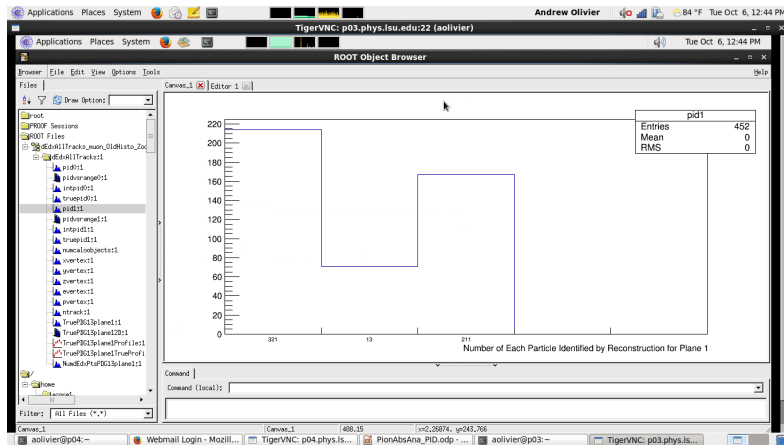 Applications Places System Andrew Olivier 84 °F Tue Oct 6, 12:44 PM
TigerVNC: p03.phys.lsu.edu:22 (aolivier)
Applications Places System Tue Oct 6, 12:44 PM
ROOT Object Browser
Browser File Edit View Options Tools Help
Files
Canvas_1 Editor 1
Draw Option:
root
PROOF Sessions
ROOT Files
dEdxAllTracks_muon_OldHisto_Zoo
dEdxAllTracks;1
pid0;1
pidvsrange0;1
intpid0;1
truepid0;1
pid1;1
pidvsrange1;1
intpid1;1
truepid1;1
numcaloobjects;1
xvertex;1
yvertex;1
zvertex;1
evertex;1
pvertex;1
ntrack;1
TruePDG13plane1;1
TruePDG13plane12D;1
TruePDG13plane1Profile;1
TruePDG13plane1TrueProfi
NumdEdxPtsPDG13plane1;1
/
home
Filter: All Files (*.*)
pid1
Entries 452
Mean 0
RMS 0
220
200
180
160
140
120
100
80
60
40
20
0
321 13 211
Number of Each Particle Identified by Reconstruction for Plane 1
Command
Command (local):
Canvas_1 Canvas_1 488,15 x=2.26874, y=243.766
aolivier@p04:~ Webmail Login - Mozill... TigerVNC: p04.phys.ls... PionAbsAna_PID.odp - ... aolivier@p03:~ TigerVNC: p03.phys.ls...